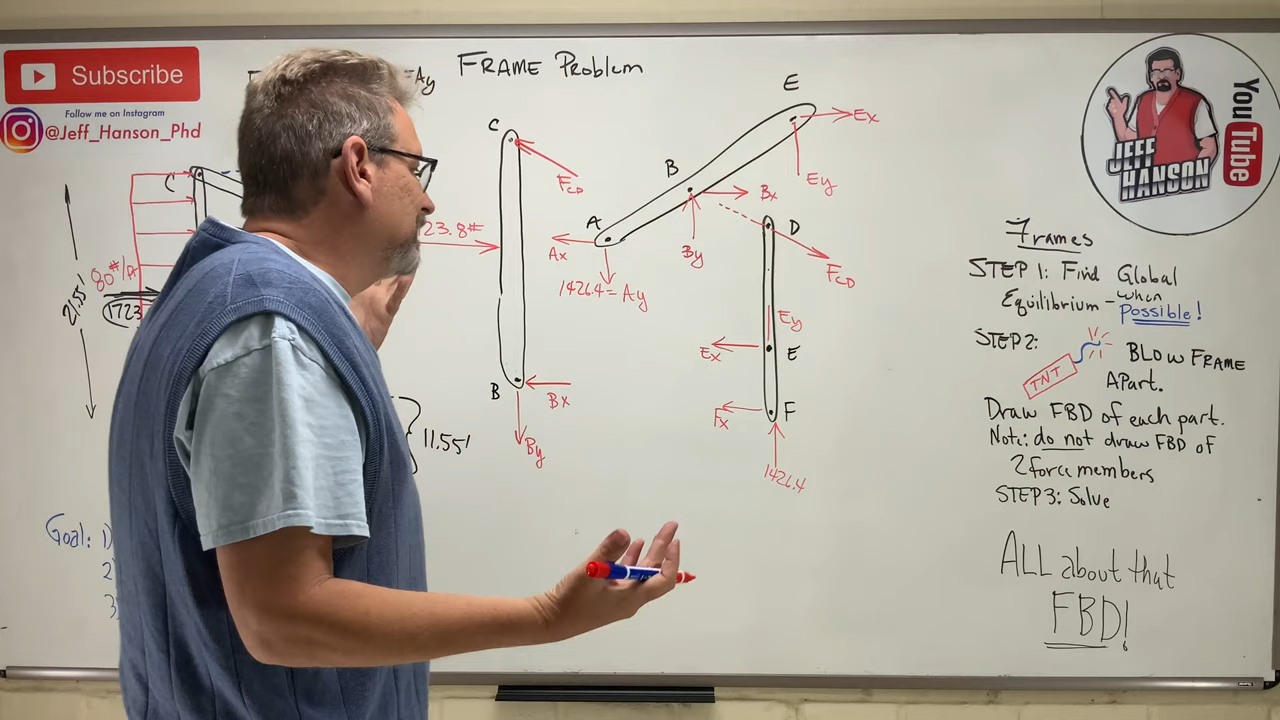 Subscribe
Follow me on Instagram
@Jeff_Hanson_Phd
FRAME PROBLEM
=Ay
C
80#/ft
21.55'
1723
Goal: 1)
2
3
11.55'
C
FCD
23.8#
B
Bx
By
E
Ex
Ey
B
Bx
By
A
Ax
1426.4=Ay
D
FCD
Ey
Ex
E
Fx
F
1426.4
Frames
STEP 1: Find Global
Equilibrium - when
Possible!
STEP 2:
TNT
BLOW FRAME
APart.
Draw FBD of each part.
Note: do not draw FBD of
2 force members
STEP 3: Solve
ALL about that
FBD!
JEFF
HANSON
YouTube